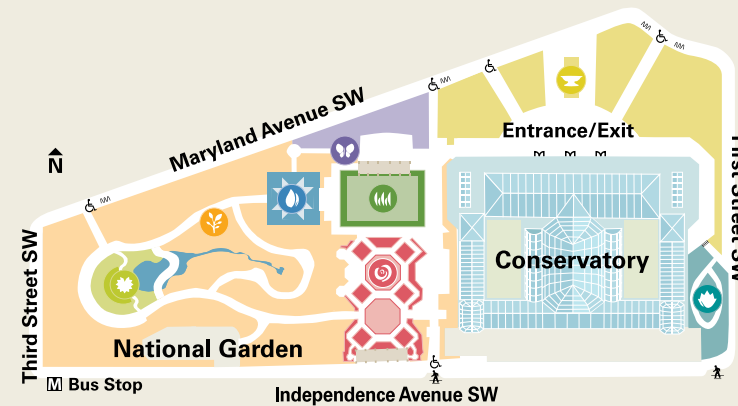 Maryland Avenue SW
Entrance/Exit
N
First Street SW
Conservatory
Third Street SW
National Garden
M Bus Stop
Independence Avenue SW